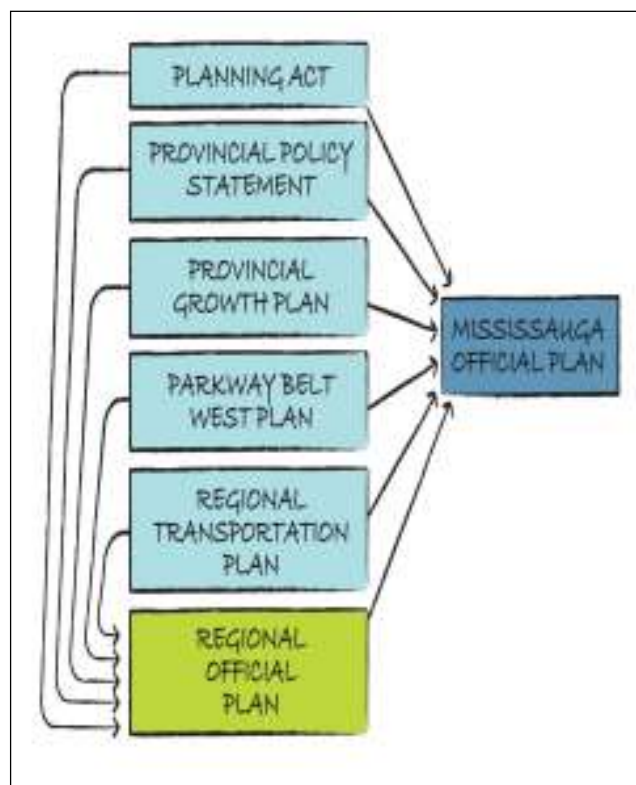 PLANNING ACT
PROVINCIAL POLICY
STATEMENT
PROVINCIAL
GROWTH PLAN
PARKWAY BELT
WEST PLAN
REGIONAL
TRANSPORTATION
PLAN
REGIONAL
OFFICIAL
PLAN
MISSISSAUGA
OFFICIAL PLAN